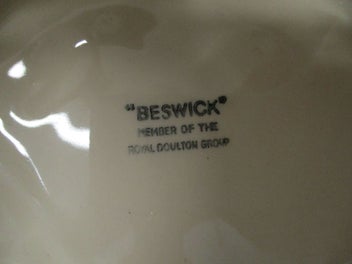 "BESWICK"
MEMBER OF THE
ROYAL DOULTON GROUP